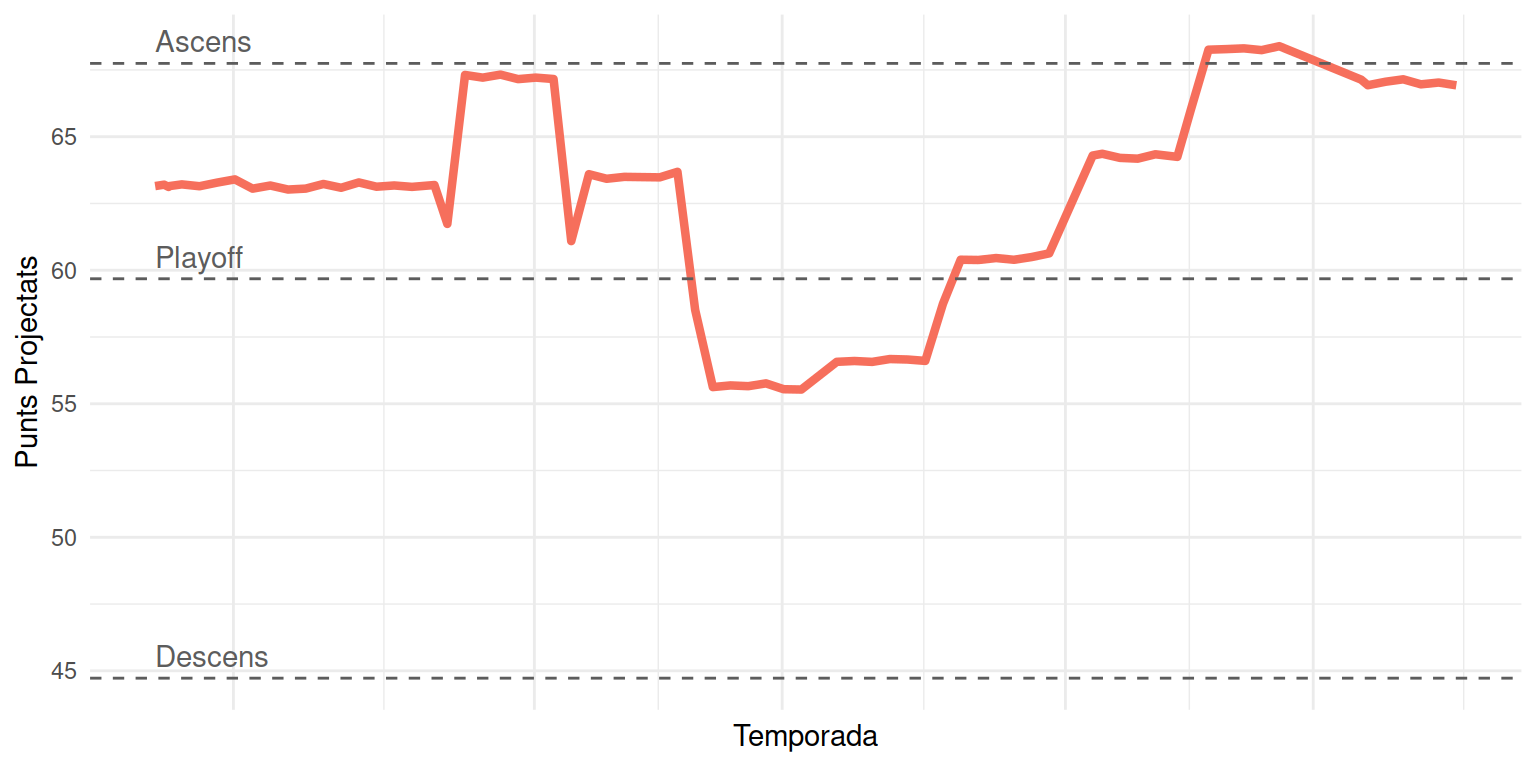 Ascens
65
Playoff
60
55
50
Descens
45
Punts Projectats
Temporada